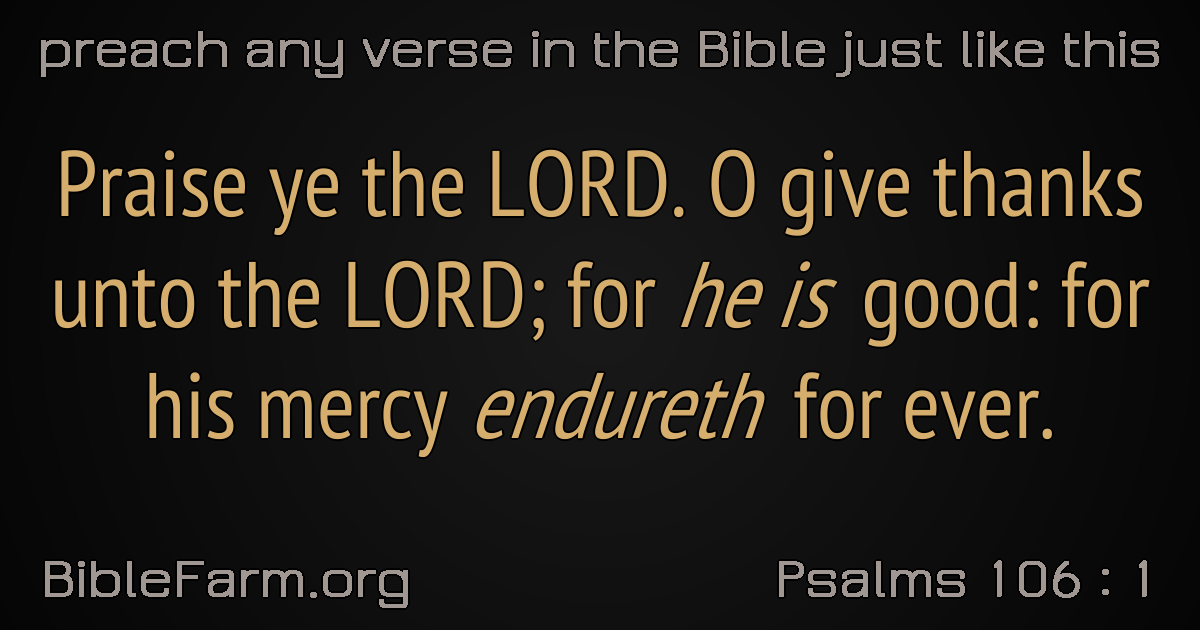 preach any verse in the Bible just like this
Praise ye the LORD. O give thanks
unto the LORD; for he is good: for
his mercy endureth for ever.
BibleFarm.org
Psalms 106 : 1